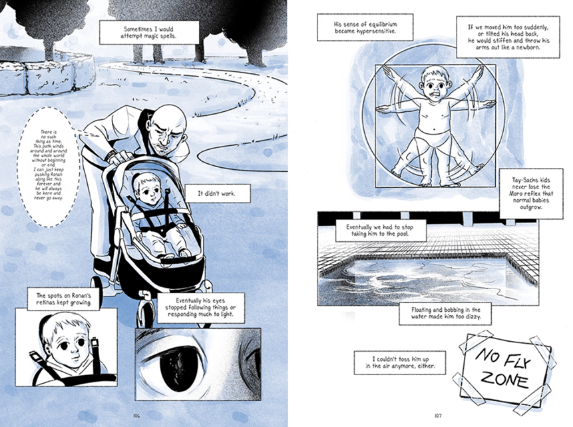 Sometimes I would
attempt magic spells.
There is
no such
thing as time.
This path winds
around and around
the whole world
without beginning
or end.
I can just keep
pushing Ronan
along like this
forever and
he will always
be here and
never go away.
It didn't work.
The spots on Ronan's
retinas kept growing.
Eventually his eyes
stopped following things or
responding much to light.
106
His sense of equilibrium
became hypersensitive.
If we moved him too suddenly,
or tilted his head back,
he would stiffen and throw his
arms out like a newborn.
Tay-Sachs kids
never lose the
Moro reflex that
normal babies
outgrow.
Eventually we had to stop
taking him to the pool.
Floating and bobbing in the
water made him too dizzy.
I couldn't toss him up
in the air anymore, either.
NO FLY
ZONE
107